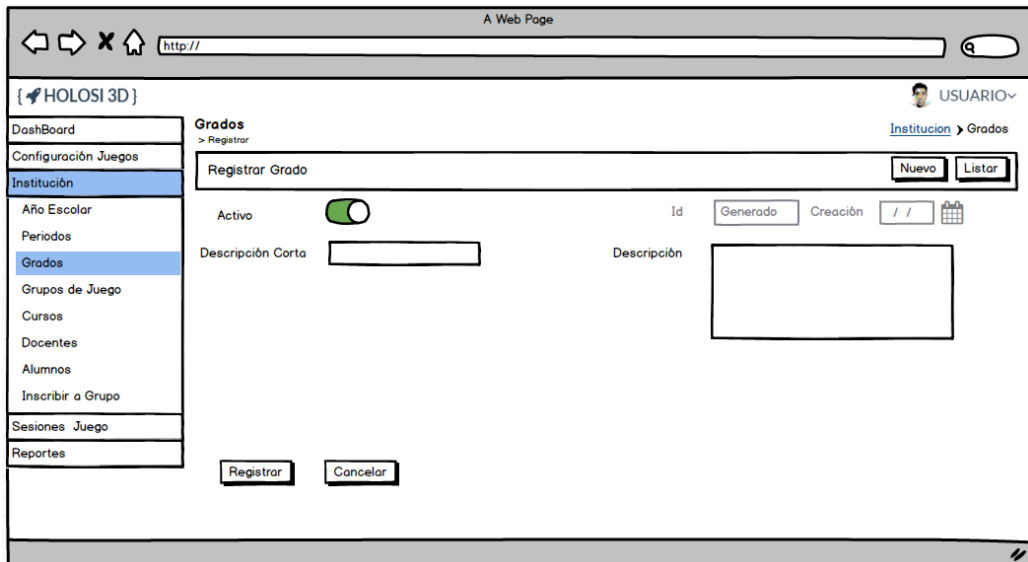 A Web Page
http://
{ HOLOSI 3D }
USUARIO
DashBoard
Configuración Juegos
Institución
Año Escolar
Periodos
Grados
Grupos de Juego
Cursos
Docentes
Alumnos
Inscribir a Grupo
Sesiones Juego
Reportes
Grados
> Registrar
Institucion Grados
Registrar Grado
Nuevo
Listar
Activo
Id
Generado
Creación
/ /
Descripción Corta
Descripción
Registrar
Cancelar